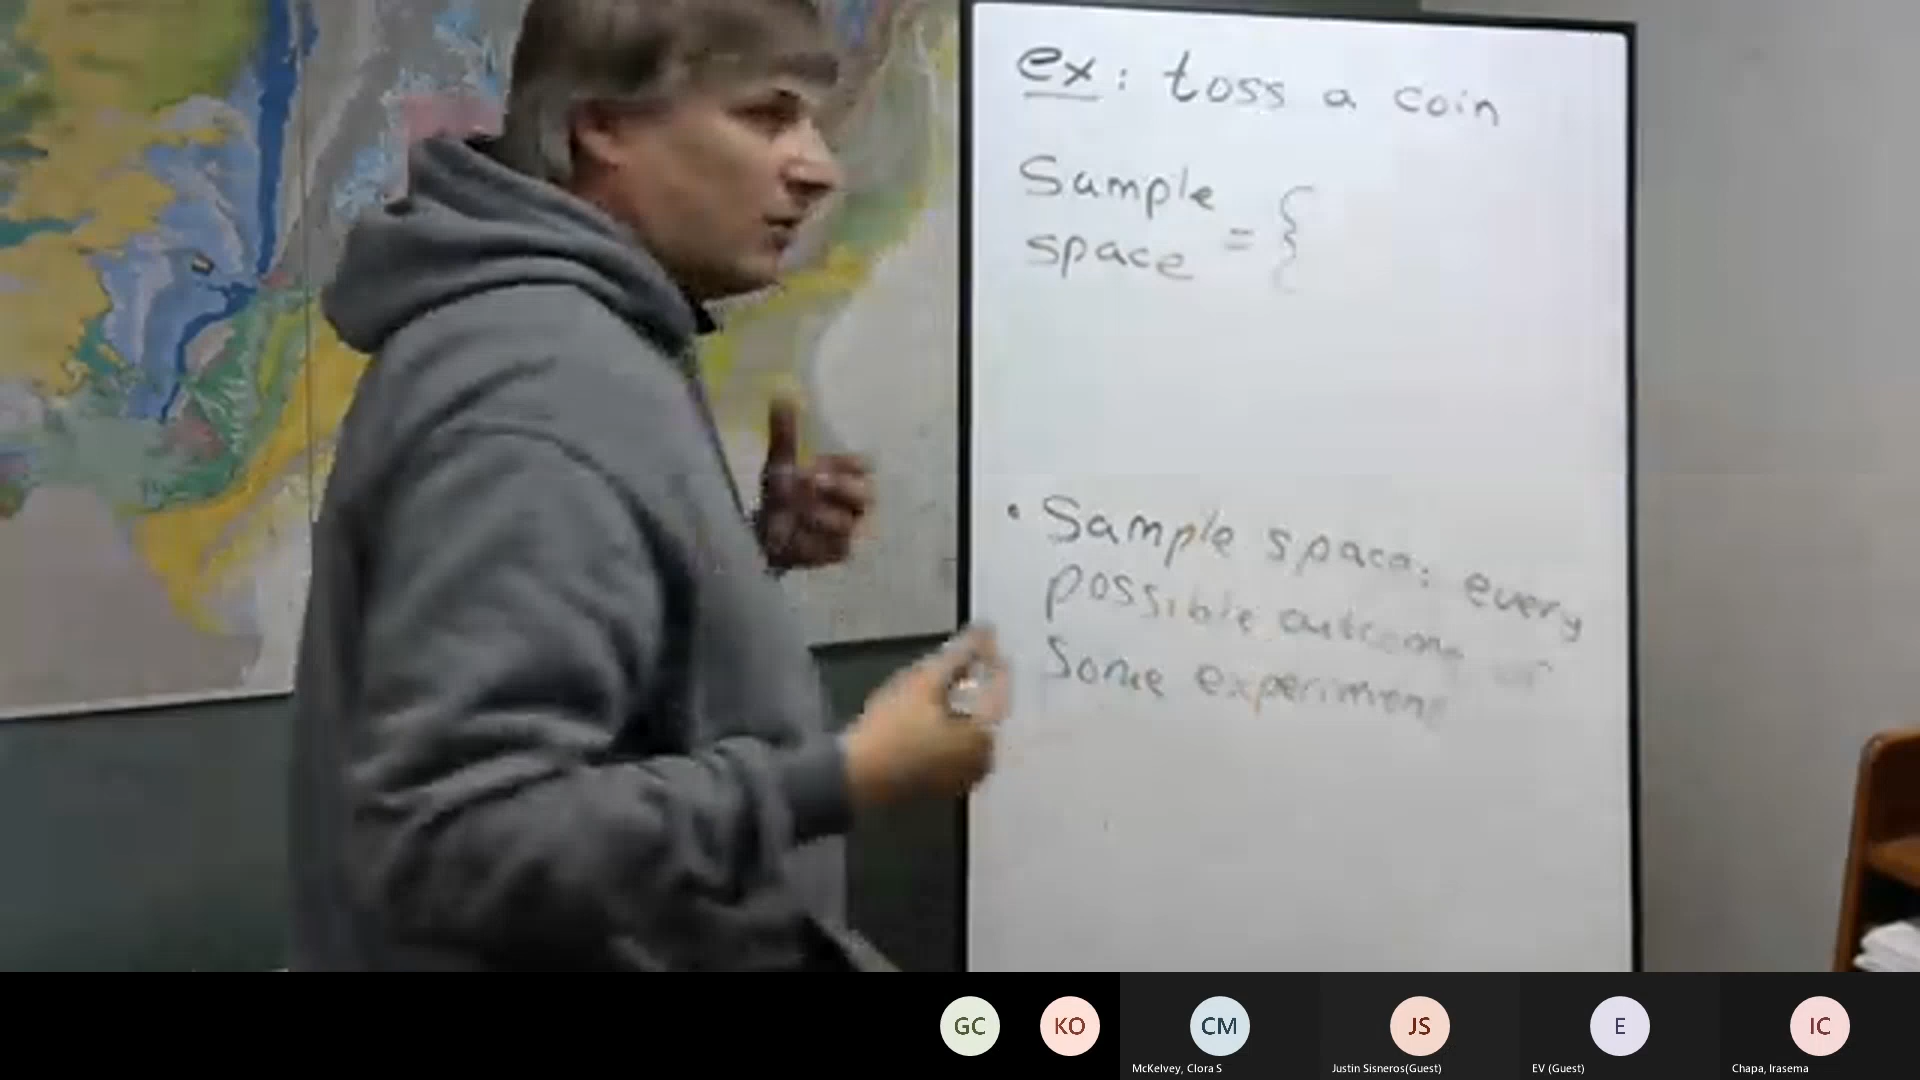 ex: toss a coin
Sample
space = {
• Sample space: every
possible outcome of
some experiment
GC KO CM JS E IC
McKelvey, Clora S Justin Sisneros(Guest) EV (Guest) Chapa, Irasema